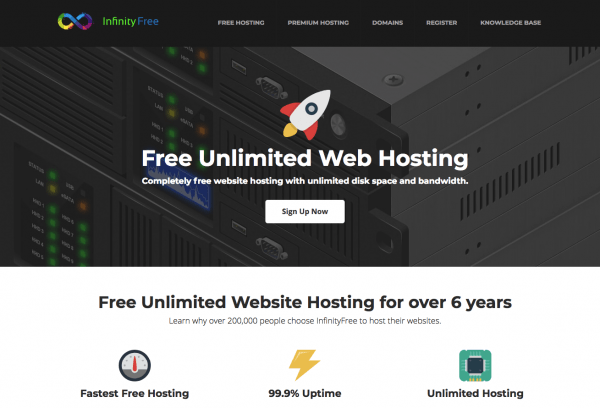 InfinityFree
FREE HOSTING PREMIUM HOSTING DOMAINS REGISTER KNOWLEDGE BASE
Free Unlimited Web Hosting
Completely free website hosting with unlimited disk space and bandwidth.
Sign Up Now
Free Unlimited Website Hosting for over 6 years
Learn why over 200,000 people choose InfinityFree to host their websites.
Fastest Free Hosting 99.9% Uptime Unlimited Hosting